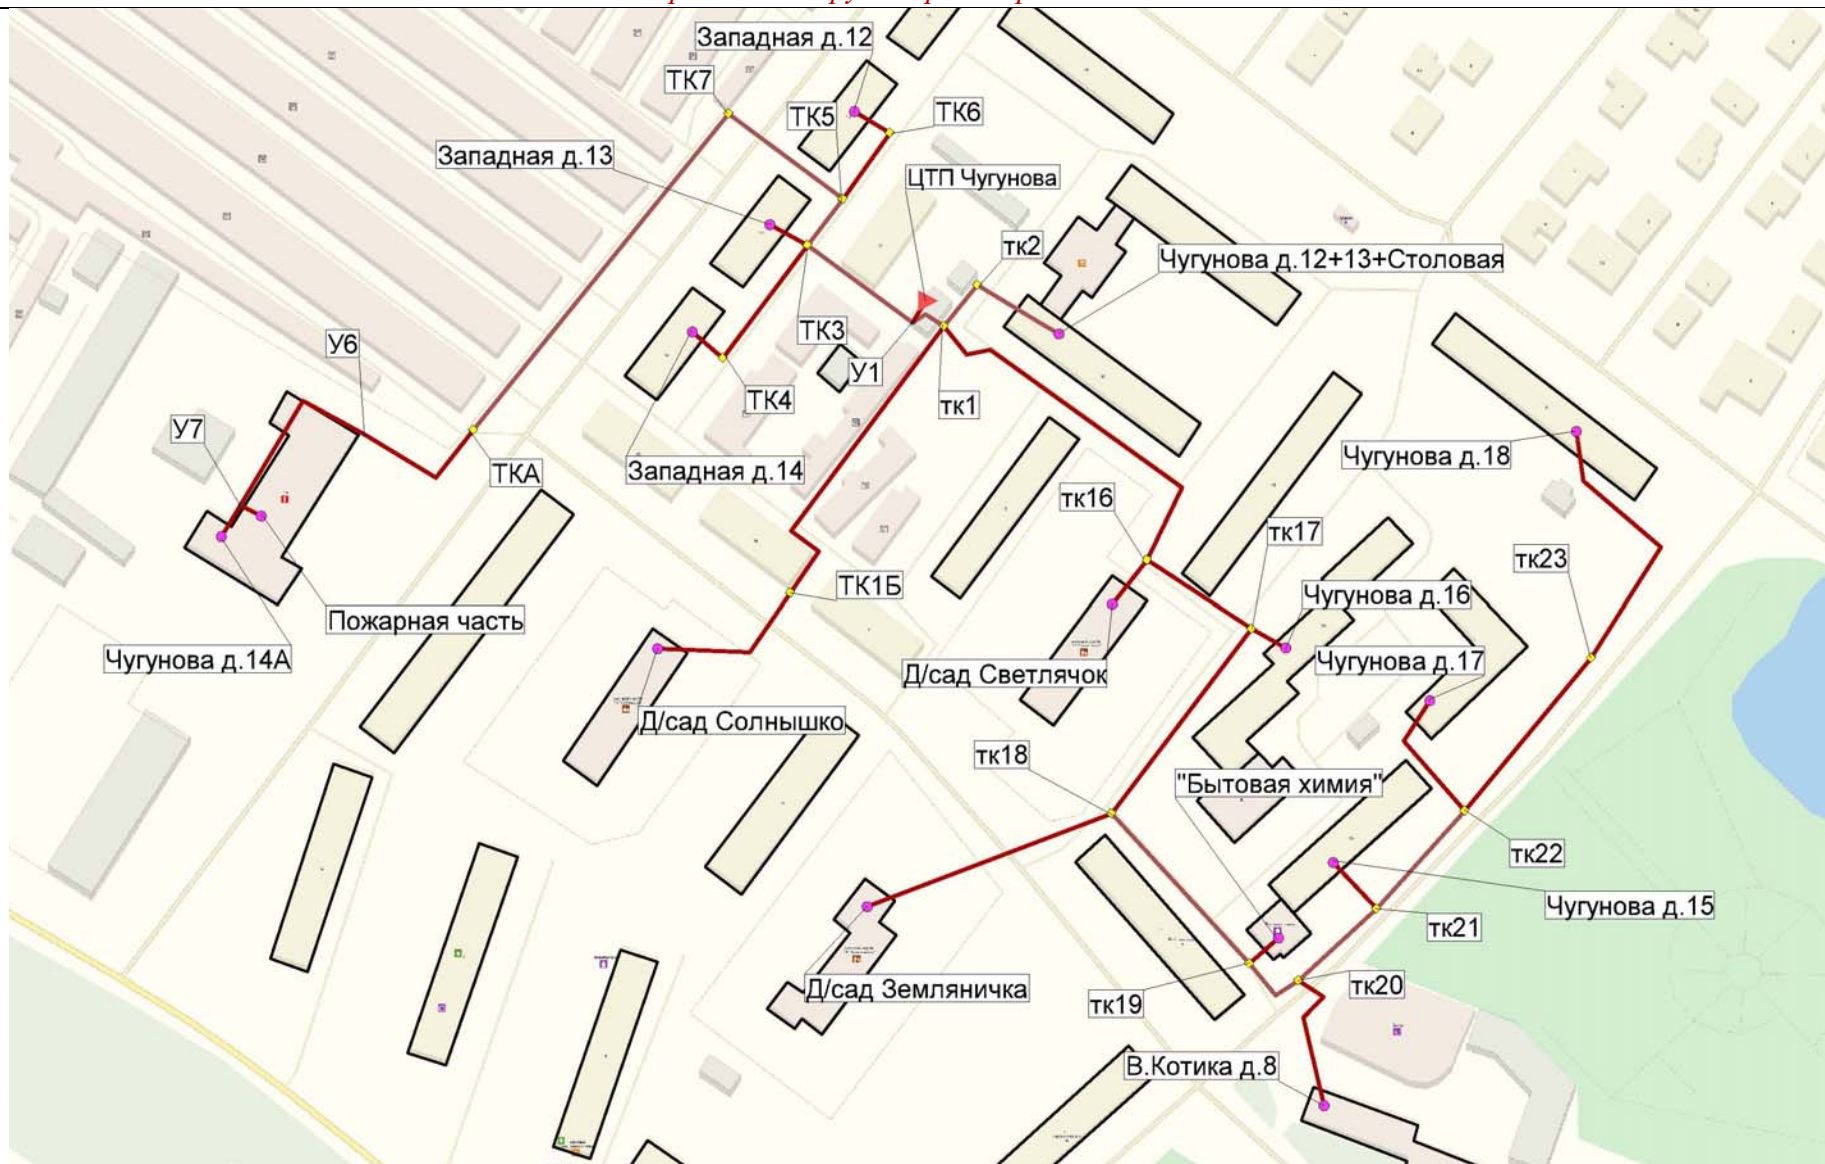 Западная д.12
ТК7
ТК5
ТК6
Западная д.13
ЦТП Чугунова
тк2
Чугунова д.12+13+Столовая
У6
ТК3
У1
ТК4
тк1
У7
Западная д.14
ТКА
Чугунова д.18
тк16
тк17
тк23
ТК1Б
Чугунова д.16
Пожарная часть
Чугунова д.14А
Чугунова д.17
Д/сад Светлячок
Д/сад Солнышко
тк18
"Бытовая химия"
тк22
Чугунова д.15
тк21
Д/сад Земляничка
тк19
тк20
В.Котика д.8